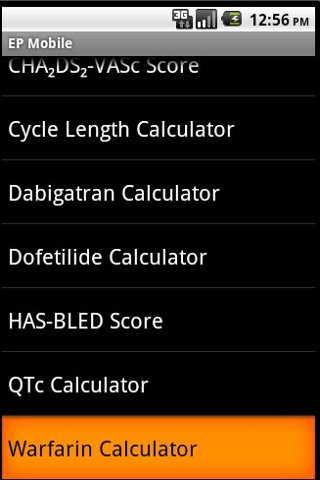 3G 12:56 PM
EP Mobile
CHA₂DS₂-VASc Score
Cycle Length Calculator
Dabigatran Calculator
Dofetilide Calculator
HAS-BLED Score
QTc Calculator
Warfarin Calculator